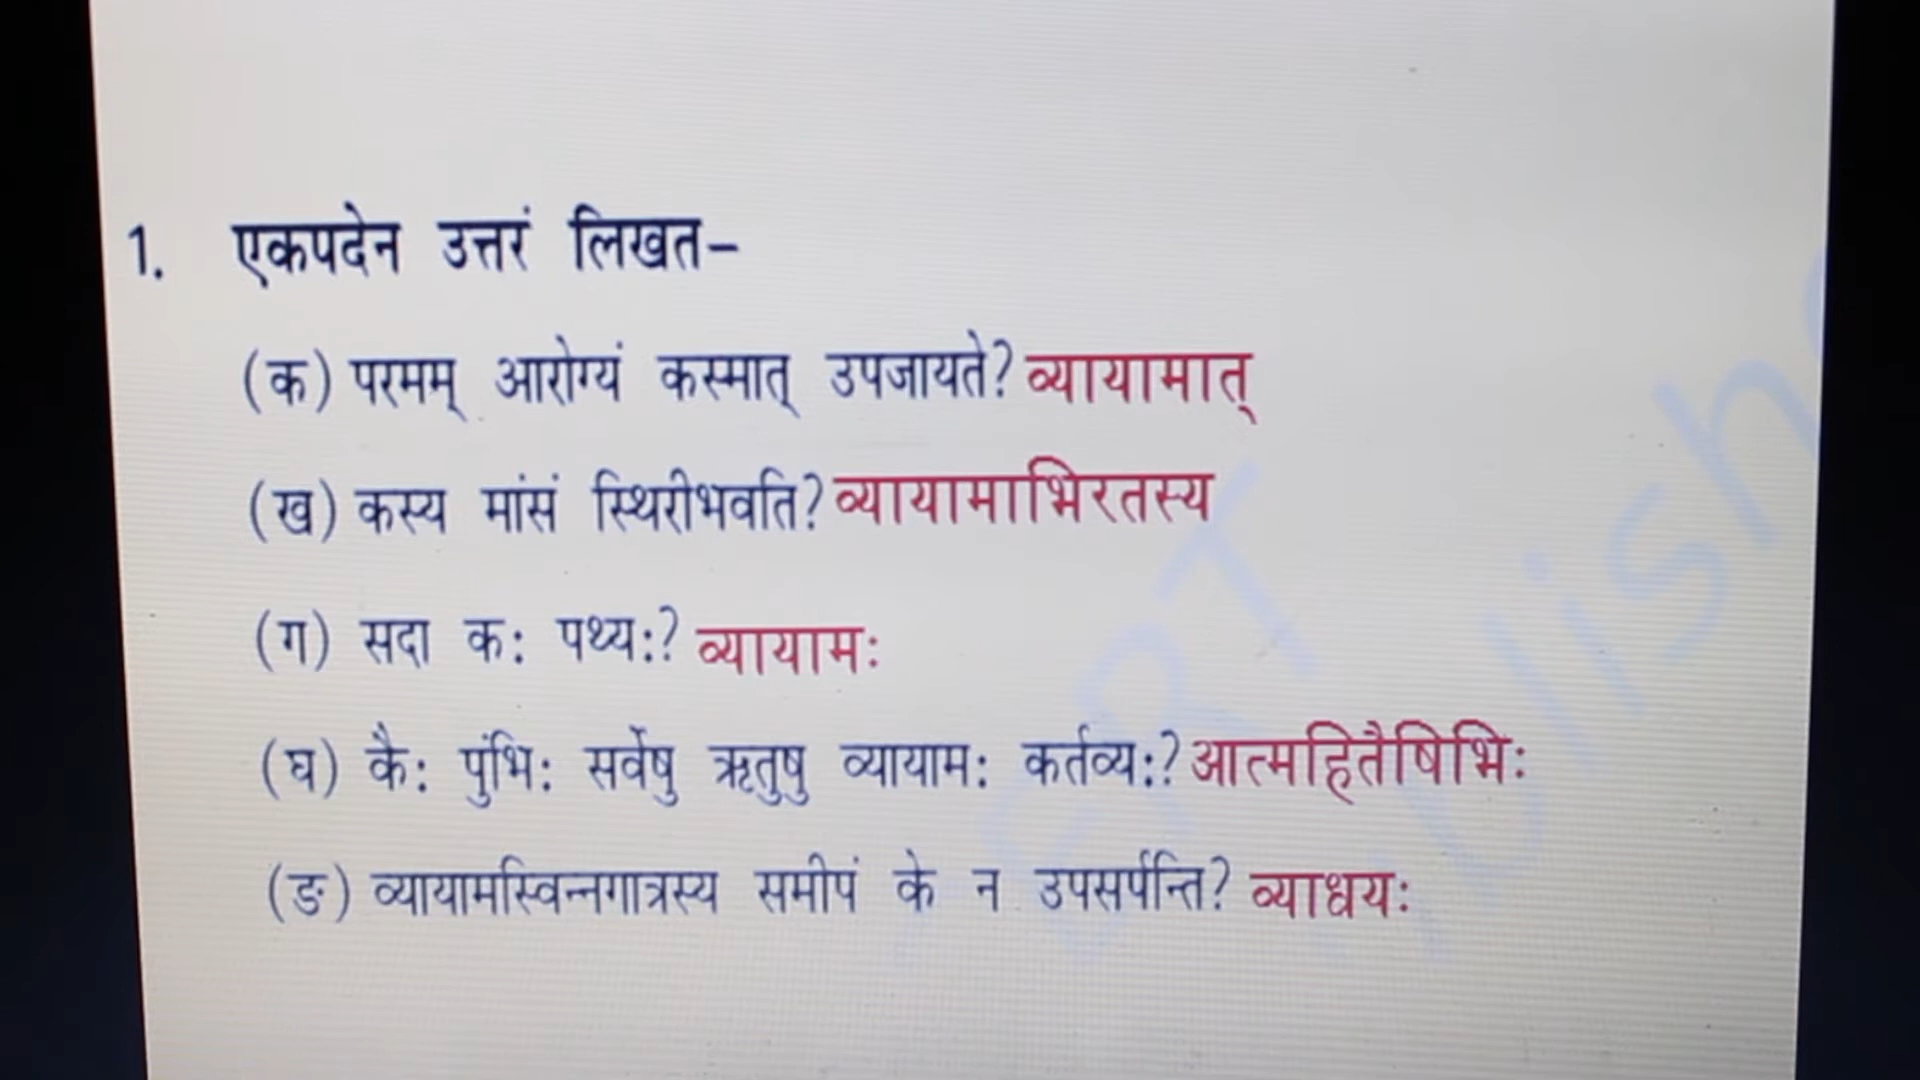 1. एकपदेन उत्तरं लिखत–
(क) परमम् आरोग्यं कस्मात् उपजायते? व्यायामात्
(ख) कस्य मांसं स्थिरीभवति? व्यायामाभिरतस्य
(ग) सदा कः पथ्यः? व्यायामः
(घ) कैः पुंभिः सर्वेषु ऋतुषु व्यायामः कर्तव्यः? आत्महितैषिभिः
(ङ) व्यायामस्विन्नगात्रस्य समीपं के न उपसर्पन्ति? व्याधयः